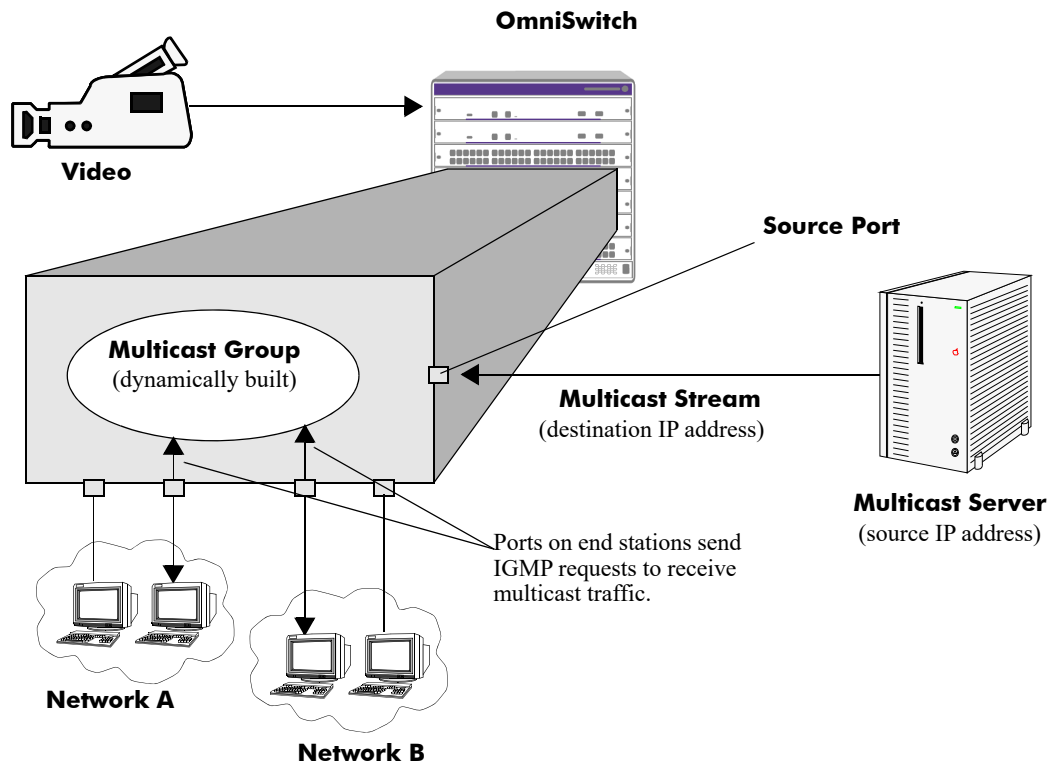 OmniSwitch
Video
Source Port
Multicast Group
(dynamically built)
Multicast Stream
(destination IP address)
Multicast Server
(source IP address)
Ports on end stations send
IGMP requests to receive
multicast traffic.
Network A
Network B